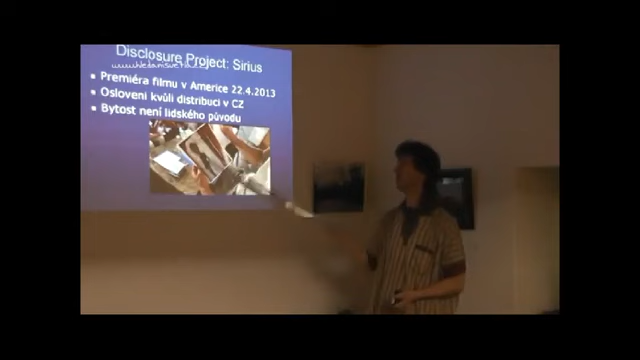 Disclosure Project: Sirius
Premiéra filmu v Americe 22.4.2013
Osloveni kvůli distribuci v CZ
Bytost není lidského původu